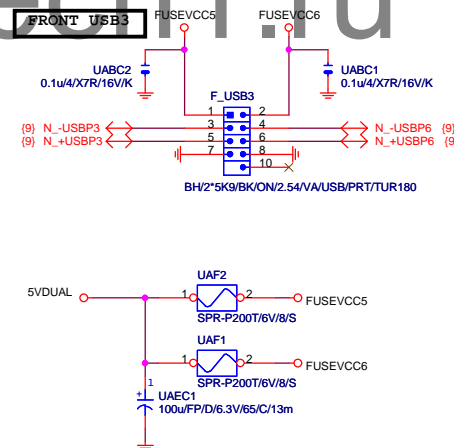 ecn1.ru
FRONT USB3
FUSEVCC5
FUSEVCC6
UABC2
0.1u/4/X7R/16V/K
UABC1
0.1u/4/X7R/16V/K
F_USB3
1 2
{9} N_-USBP3 3 4 N_-USBP6 {9}
{9} N_+USBP3 5 6 N_+USBP6 {9
7 8
10
BH/2*5K9/BK/ON/2.54/VA/USB/PRT/TUR180
UAF2
5VDUAL 1 2 FUSEVCC5
SPR-P200T/6V/8/S
UAF1
1 2 FUSEVCC6
SPR-P200T/6V/8/S
1
+ UAEC1
100u/FP/D/6.3V/65/C/13m